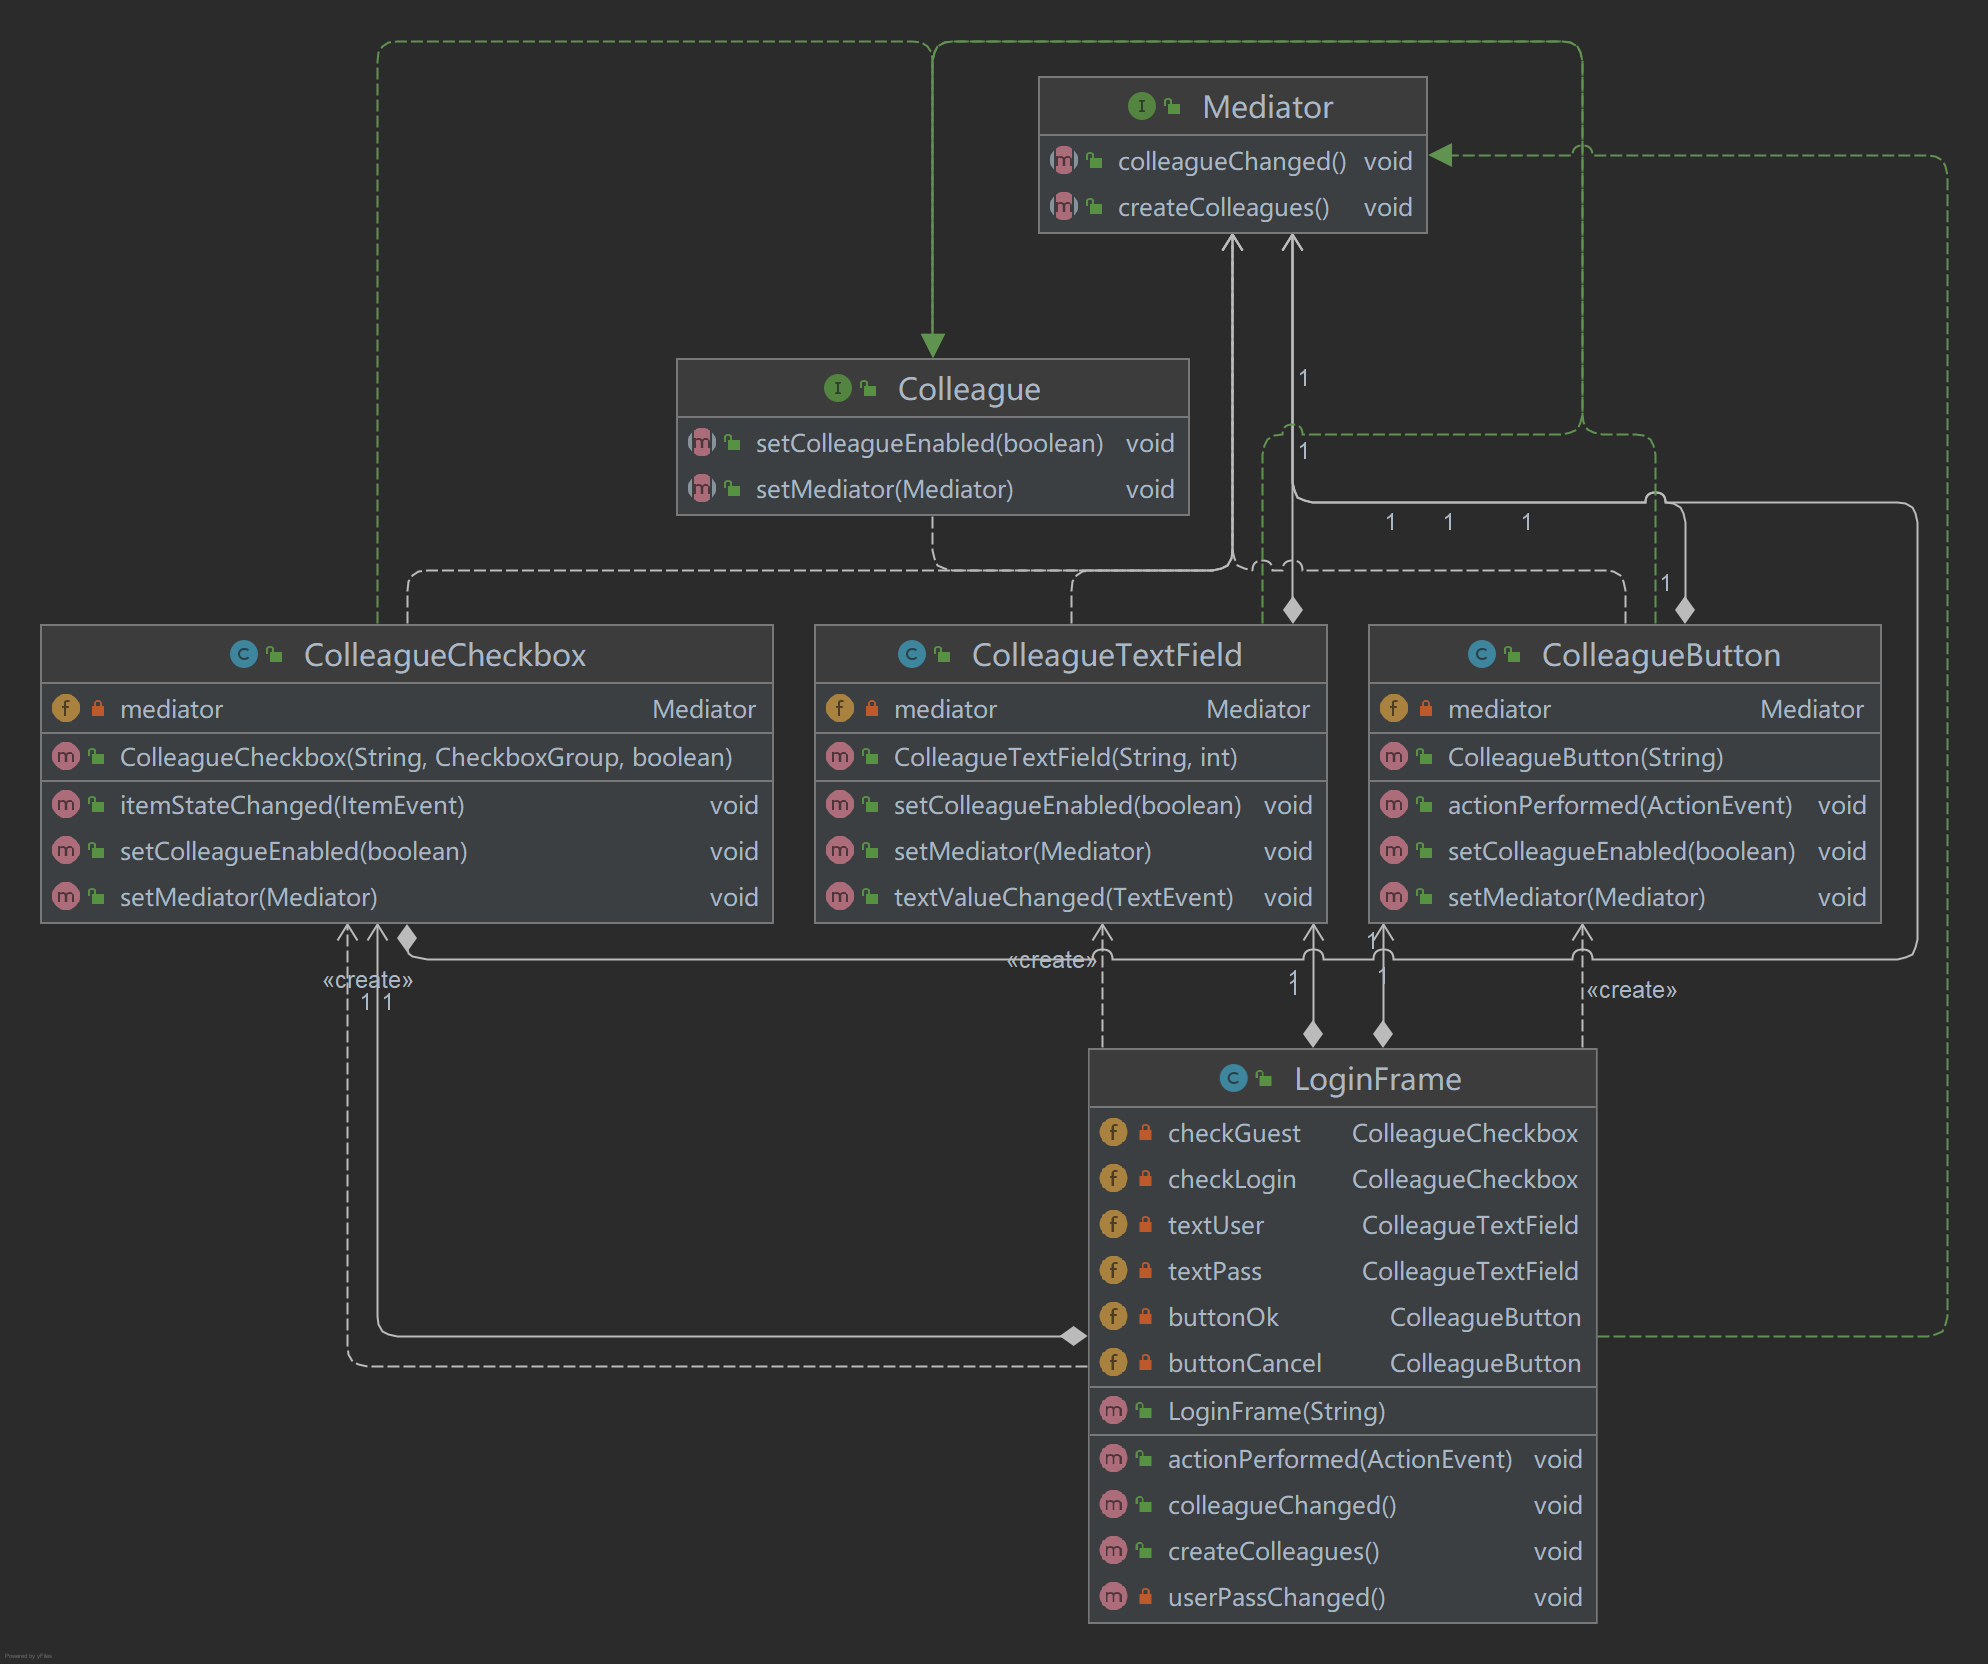 Mediator
colleagueChanged() void
createColleagues() void
Colleague
setColleagueEnabled(boolean) void
setMediator(Mediator) void
1
1
1 1 1
1
ColleagueCheckbox
mediator Mediator
ColleagueCheckbox(String, CheckboxGroup, boolean)
itemStateChanged(ItemEvent) void
setColleagueEnabled(boolean) void
setMediator(Mediator) void
ColleagueTextField
mediator Mediator
ColleagueTextField(String, int)
setColleagueEnabled(boolean) void
setMediator(Mediator) void
textValueChanged(TextEvent) void
ColleagueButton
mediator Mediator
ColleagueButton(String)
actionPerformed(ActionEvent) void
setColleagueEnabled(boolean) void
setMediator(Mediator) void
«create»
1 1
«create»
1
1
1
1
«create»
LoginFrame
checkGuest ColleagueCheckbox
checkLogin ColleagueCheckbox
textUser ColleagueTextField
textPass ColleagueTextField
buttonOk ColleagueButton
buttonCancel ColleagueButton
LoginFrame(String)
actionPerformed(ActionEvent) void
colleagueChanged() void
createColleagues() void
userPassChanged() void
Powered by yFiles